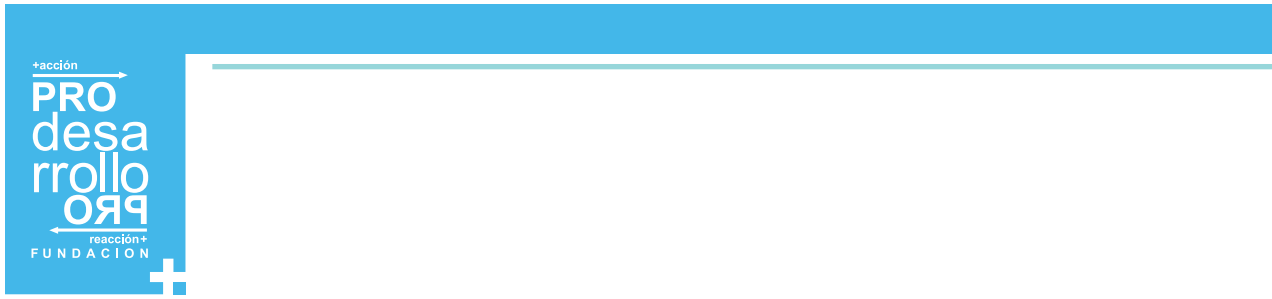 +acción
PRO
desa
rrollo
PRO
reacción+
FUNDACION